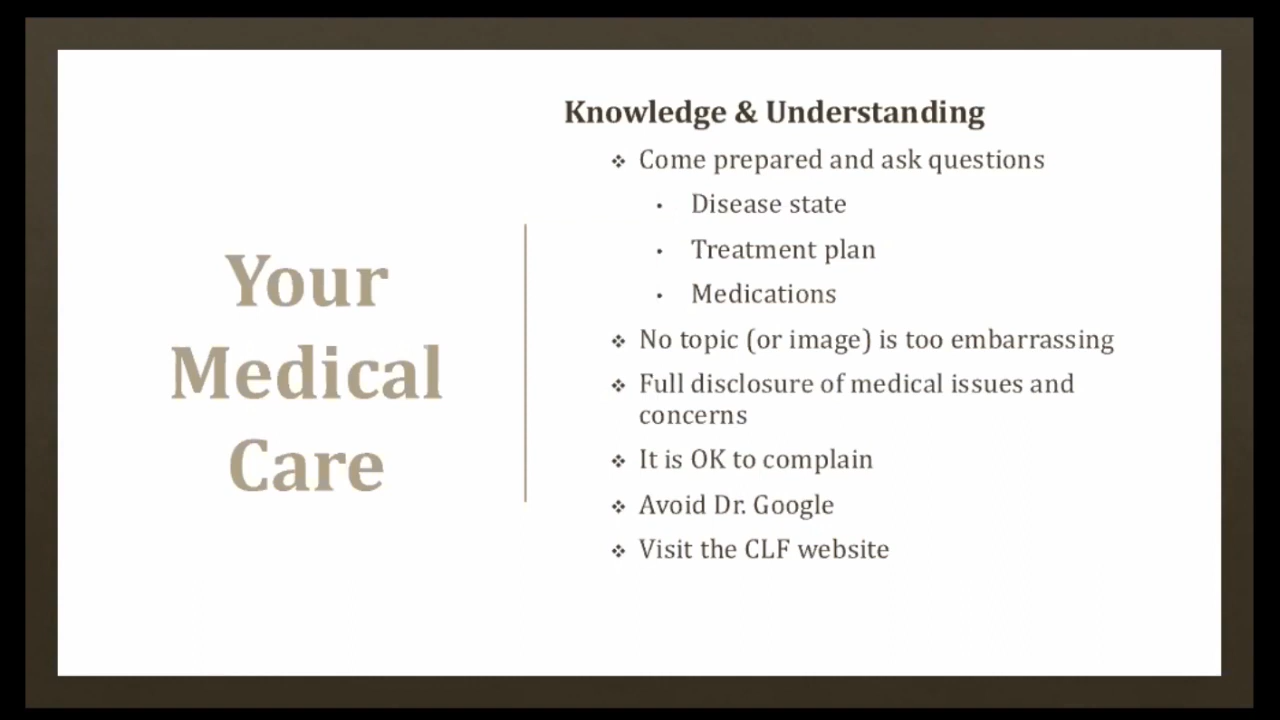 Your
Medical
Care
Knowledge & Understanding
❖ Come prepared and ask questions
• Disease state
• Treatment plan
• Medications
❖ No topic (or image) is too embarrassing
❖ Full disclosure of medical issues and
concerns
❖ It is OK to complain
❖ Avoid Dr. Google
❖ Visit the CLF website